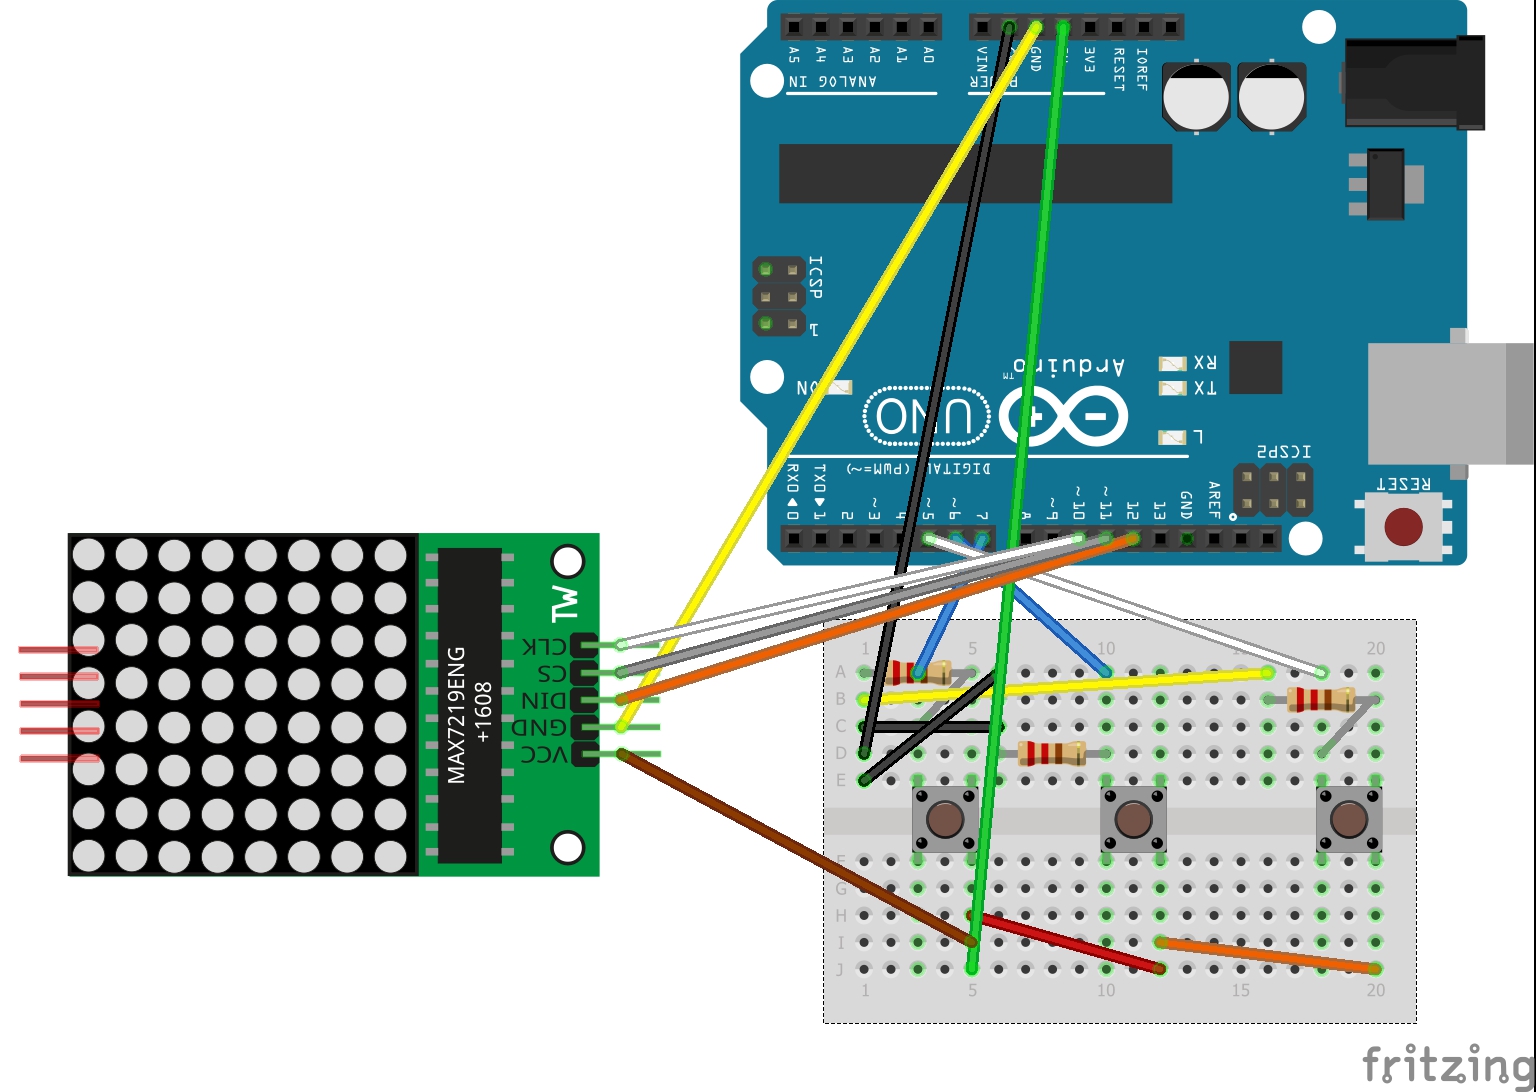 A5 A4 A3 A2 A1 A0
VIN GND 3V3 RESET IOREF
ANALOG IN
ICSP
1
ON
UNO
Arduino
TM
RX
TX
L
ICSP2
RESET
DIGITAL (PWM=~)
RX0 TX0
0 1 2 ~3 4 ~5 ~6 7 ~9 ~10 ~11 12 13 GND AREF
MAX7219ENG
+1608
TW
CLK
CS
DIN
GND
VCC
1 5 10 20
A
B
C
D
E
F
G
H
I
J
1 5 10 15 20
fritzing